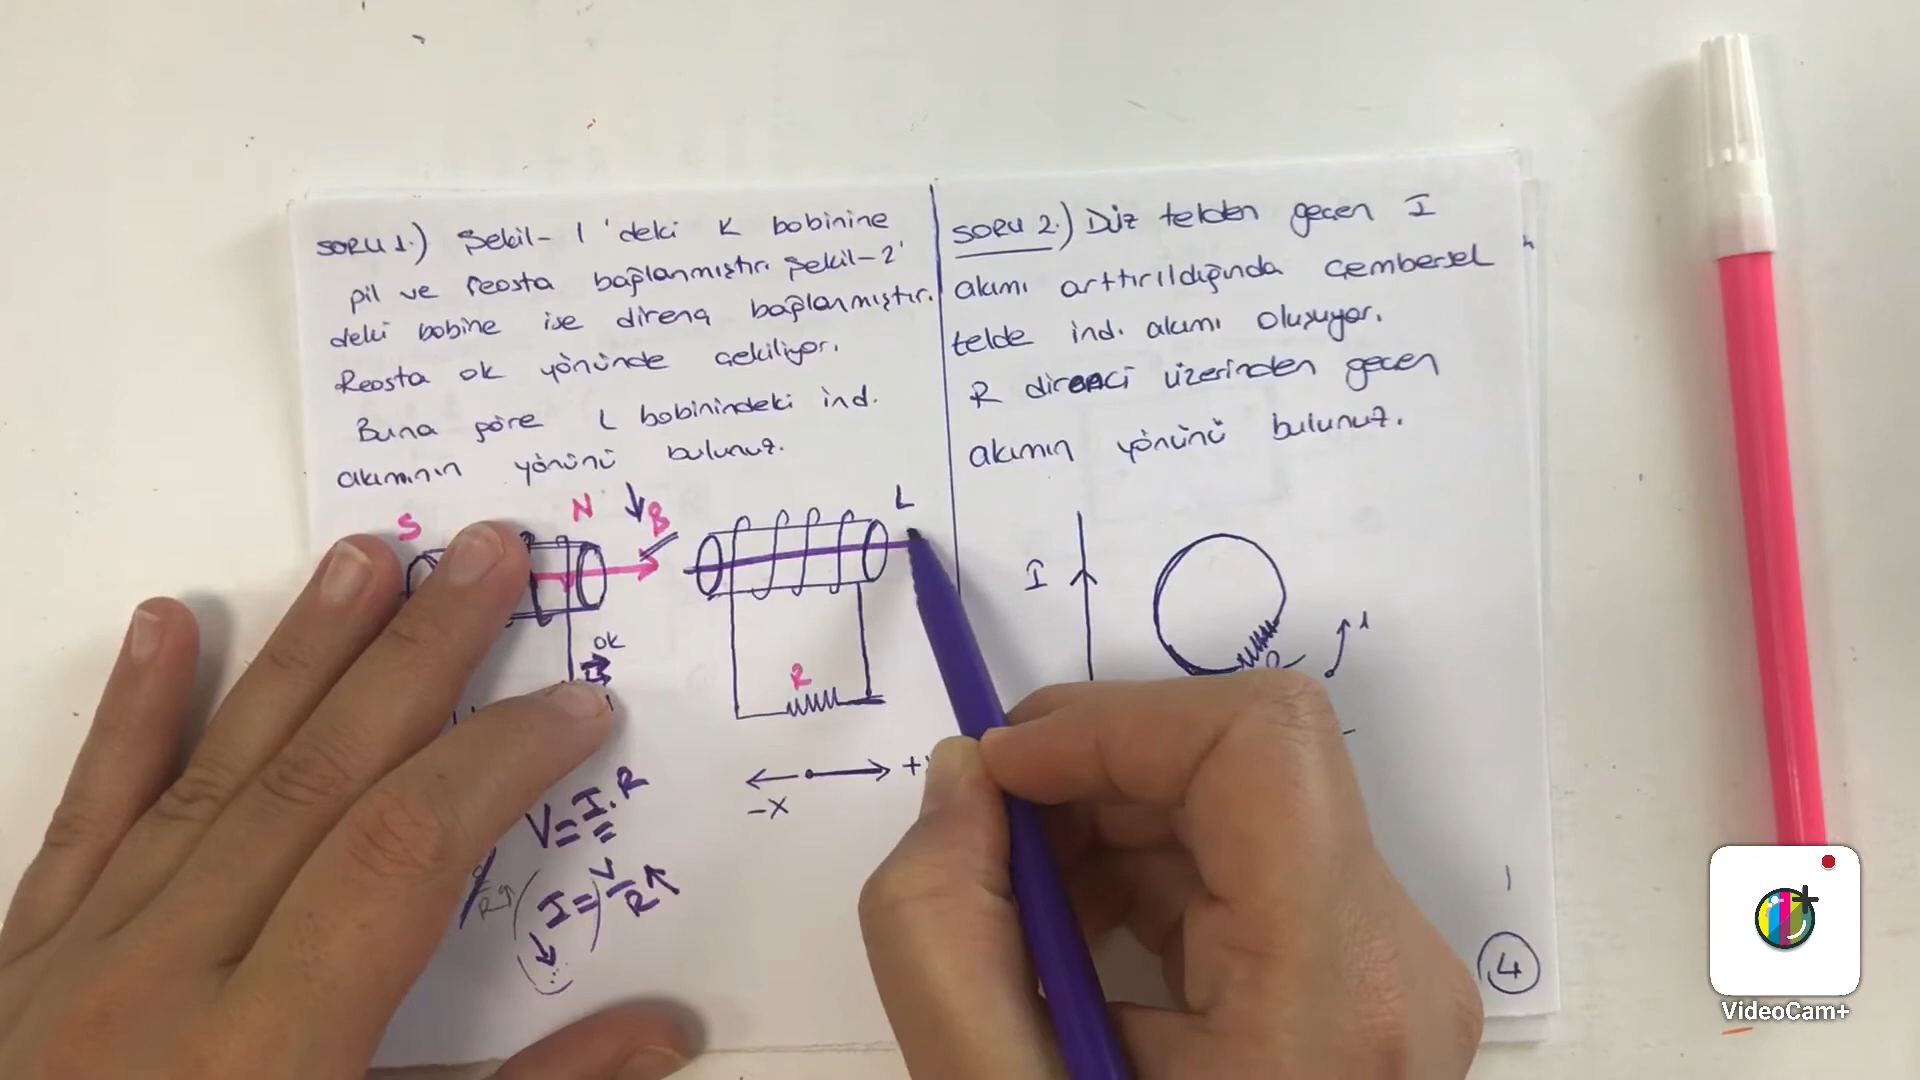 SORU 1.) Şekil-1'deki K bobinine
pil ve reosta bağlanmıştır. Şekil-2'
deki bobine ise direnç bağlanmıştır.
Reosta ok yönünde çekiliyor.
Buna göre L bobinindeki ind.
akımının yönünü bulunuz.
S
N
B
L
ok
R
-X
+
V=I.R
I=V/R
R
SORU 2.) Düz telden geçen I
akımı arttırıldığında çembersel
telde ind. akımı oluşuyor.
R direnci üzerinden geçen
akımın yönünü bulunuz.
I
R
1
4
VideoCam+